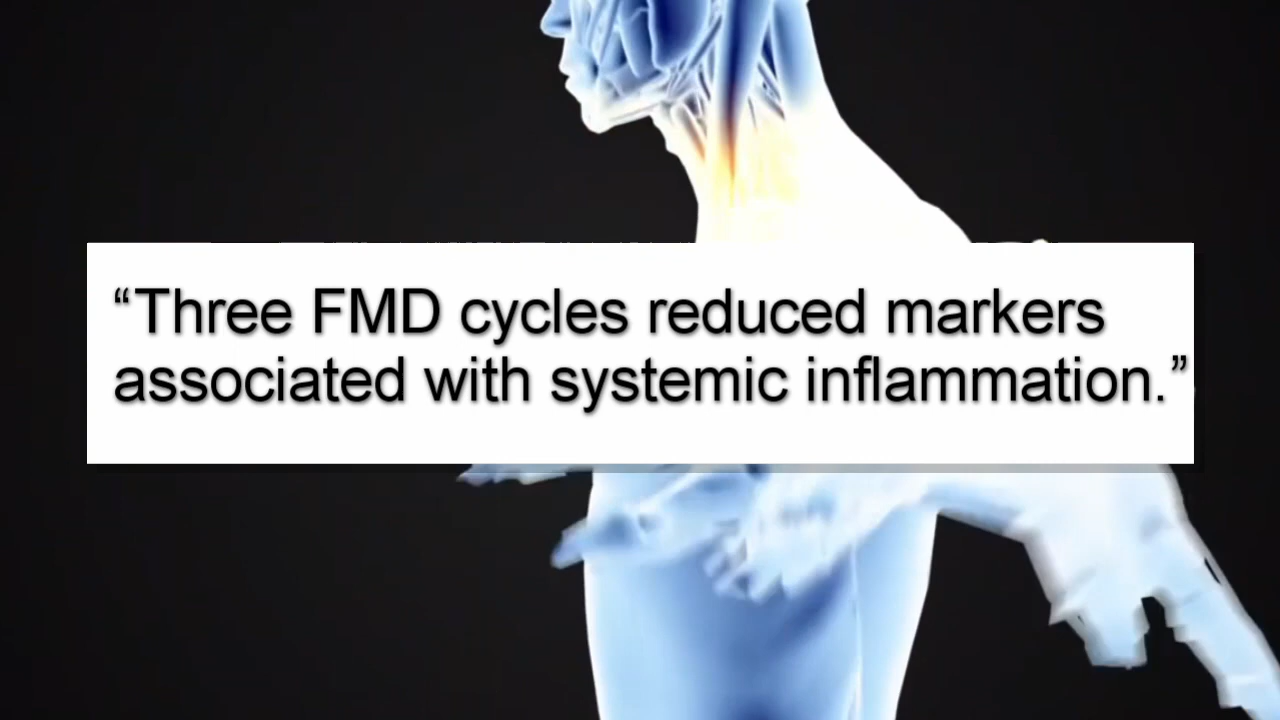 “Three FMD cycles reduced markers
associated with systemic inflammation.”